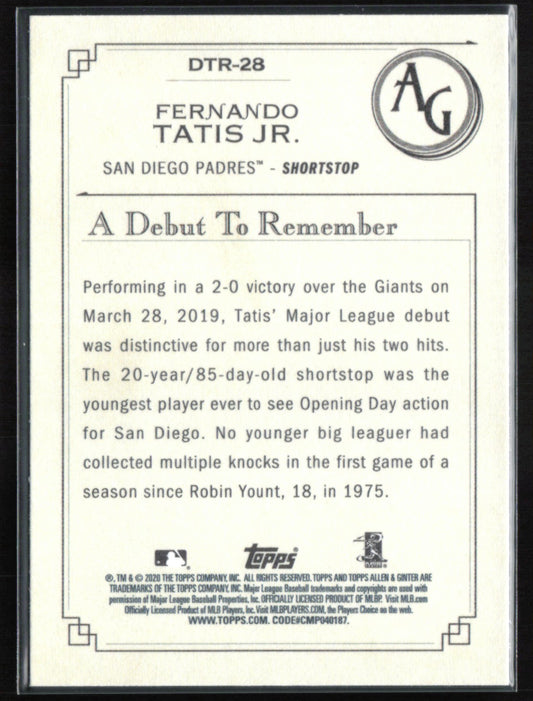 DTR-28
AG
FERNANDO
TATIS JR.
SAN DIEGO PADRES™ - SHORTSTOP
A Debut To Remember
Performing in a 2-0 victory over the Giants on
March 28, 2019, Tatis' Major League debut
was distinctive for more than just his two hits.
The 20-year/85-day-old shortstop was the
youngest player ever to see Opening Day action
for San Diego. No younger big leaguer had
collected multiple knocks in the first game of a
season since Robin Yount, 18, in 1975.
topps
®, TM & © 2020 THE TOPPS COMPANY, INC. ALL RIGHTS RESERVED. TOPPS AND TOPPS ALLEN & GINTER ARE
TRADEMARKS OF THE TOPPS COMPANY, INC. Major League Baseball trademarks and copyrights are used with
permission of Major League Baseball Properties, Inc. OFFICIALLY LICENSED PRODUCT OF MLBP. Visit MLB.com
Officially Licensed Product of MLB Players, Inc. Visit MLBPLAYERS.COM, the Players Choice on the web.
WWW.TOPPS.COM. CODE#CMP040187.